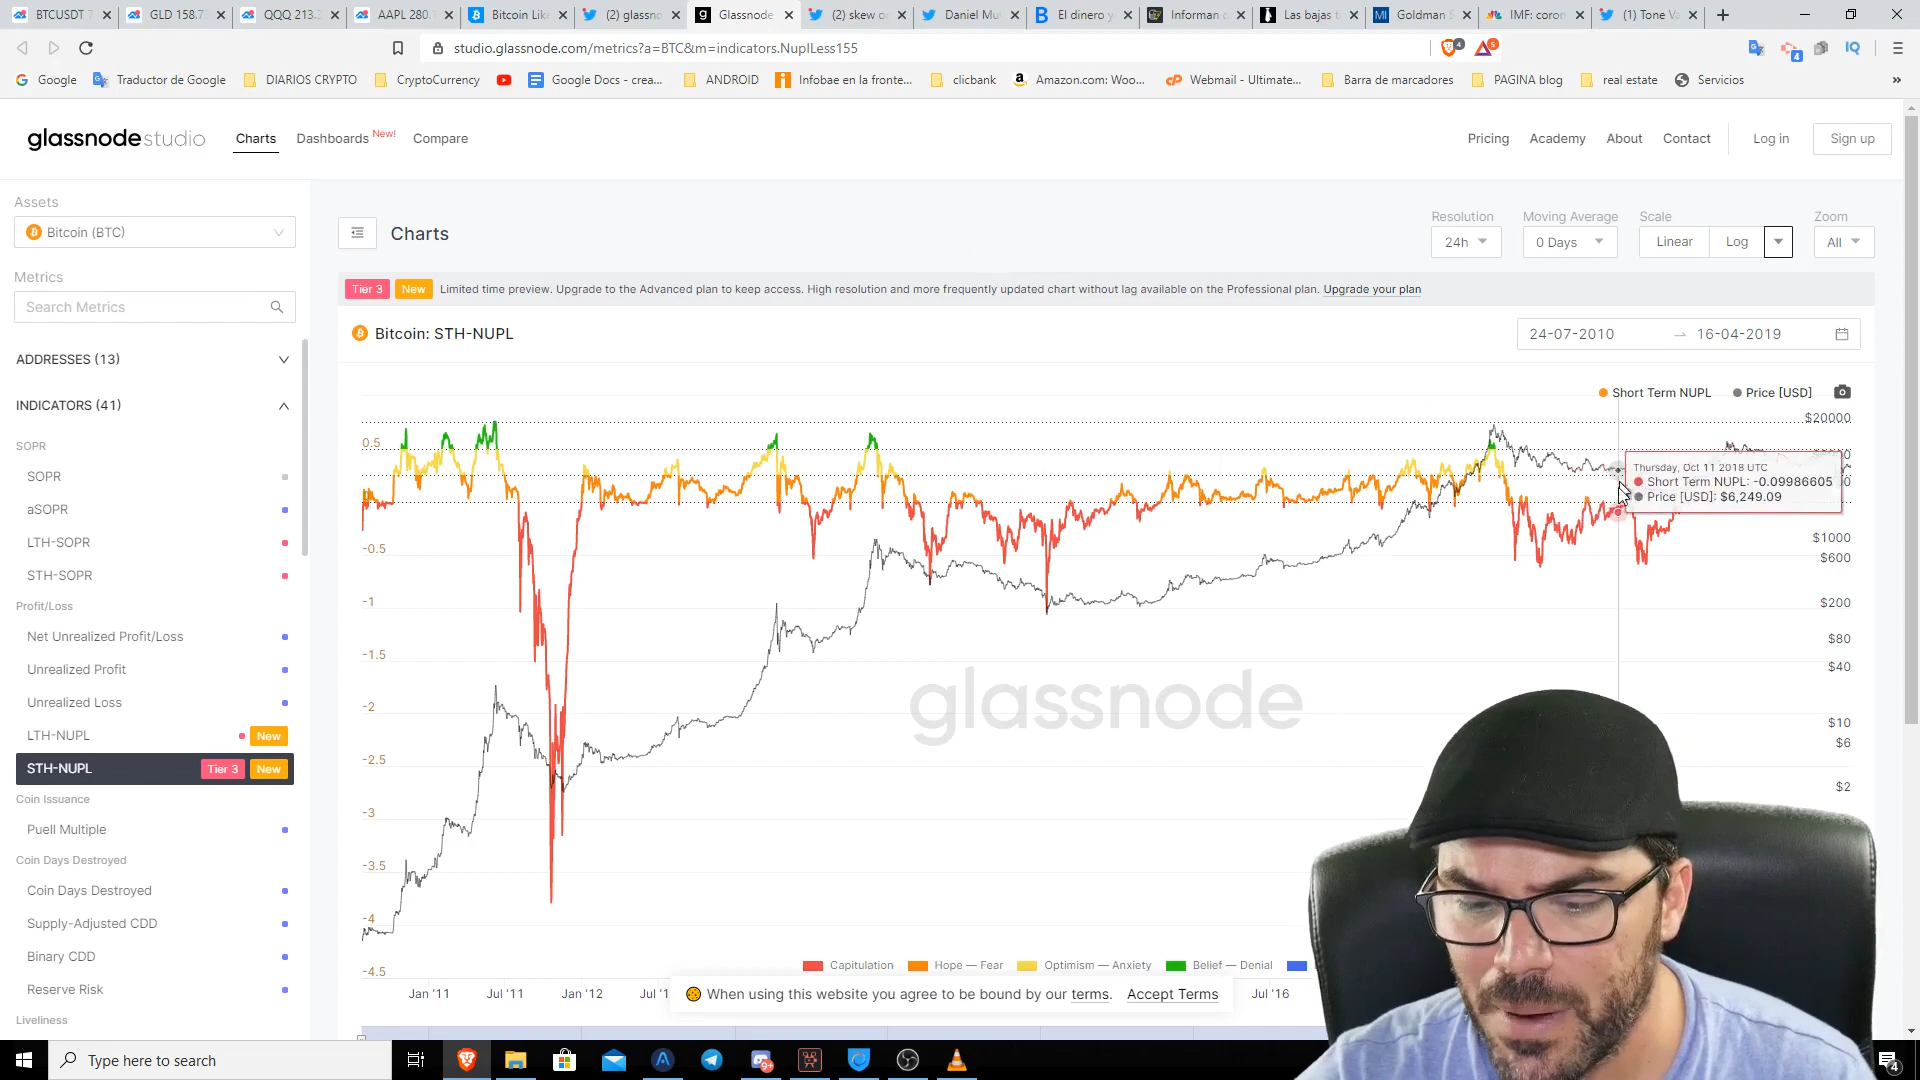 BTCUSDT 7
GLD 158.7
QQQ 213.
AAPL 280.
Bitcoin Lik
(2) glassno
Glassnode
(2) skew o
Daniel Mu
El dinero y
Informan
Las bajas t
Goldman S
IMF: coron
(1) Tone Va
studio.glassnode.com/metrics?a=BTC&m=indicators.NuplLess155
Google
Traductor de Google
DIARIOS CRYPTO
CryptoCurrency
Google Docs - crea...
ANDROID
Infobae en la fronte...
clicbank
Amazon.com: Woo...
Webmail - Ultimate...
Barra de marcadores
PAGINA blog
real estate
Servicios
glassnodestudio
Charts
Dashboards New!
Compare
Pricing
Academy
About
Contact
Log in
Sign up
Assets
Bitcoin (BTC)
Metrics
Search Metrics
ADDRESSES (13)
INDICATORS (41)
SOPR
SOPR
aSOPR
LTH-SOPR
STH-SOPR
Profit/Loss
Net Unrealized Profit/Loss
Unrealized Profit
Unrealized Loss
LTH-NUPL New
STH-NUPL Tier 3 New
Coin Issuance
Puell Multiple
Coin Days Destroyed
Coin Days Destroyed
Supply-Adjusted CDD
Binary CDD
Reserve Risk
Liveliness
Charts
Resolution
24h
Moving Average
0 Days
Scale
Linear
Log
Zoom
All
Tier 3 New Limited time preview. Upgrade to the Advanced plan to keep access. High resolution and more frequently updated chart without lag available on the Professional plan. Upgrade your plan
Bitcoin: STH-NUPL
24-07-2010 → 16-04-2019
Short Term NUPL
Price [USD]
0.5
-0.5
-1
-1.5
-2
-2.5
-3
-3.5
-4
-4.5
$20000
$1000
$600
$200
$80
$40
$10
$6
$2
Thursday, Oct 11 2018 UTC
Short Term NUPL: -0.09986605
Price [USD]: $6,249.09
glassnode
Capitulation
Hope — Fear
Optimism — Anxiety
Belief — Denial
Jan '11
Jul '11
Jan '12
Jul '1
Jul '16
When using this website you agree to be bound by our terms. Accept Terms
Type here to search